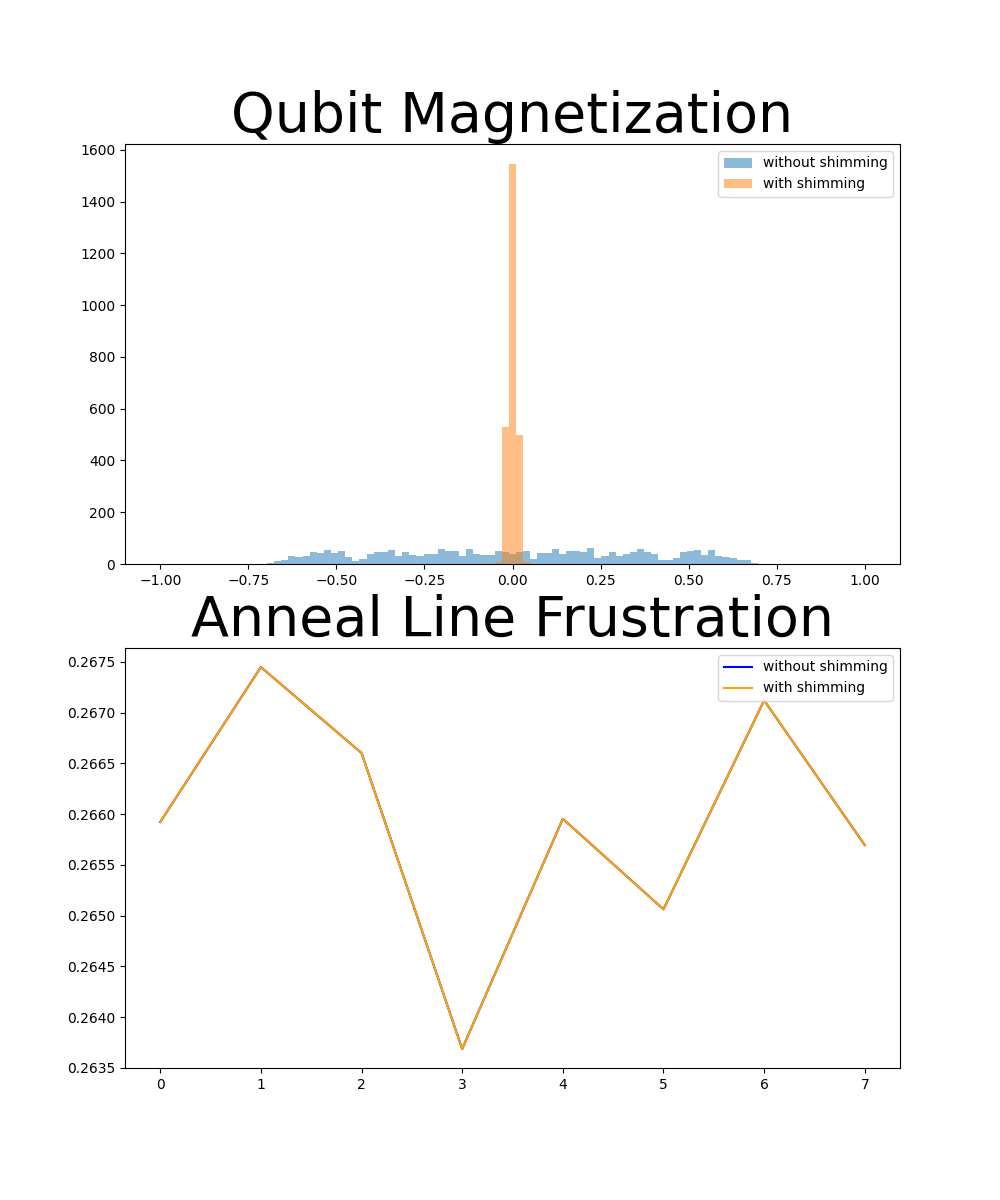 Qubit Magnetization
1600
1400
1200
1000
800
600
400
200
0
without shimming
with shimming
−1.00 −0.75 −0.50 −0.25 0.00 0.25 0.50 0.75 1.00
Anneal Line Frustration
0.2675
0.2670
0.2665
0.2660
0.2655
0.2650
0.2645
0.2640
0.2635
without shimming
with shimming
0 1 2 3 4 5 6 7